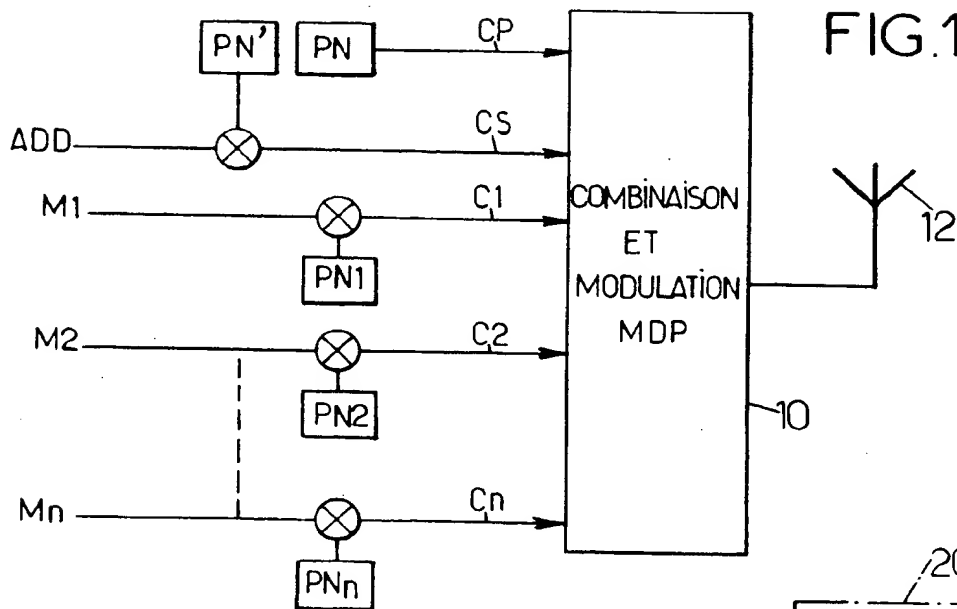 FIG.1
PN' PN CP
ADD CS
M1 C1
PN1
M2 C2
PN2
Mn Cn
PNn
COMBINAISON
ET
MODULATION
MDP
12
10
20